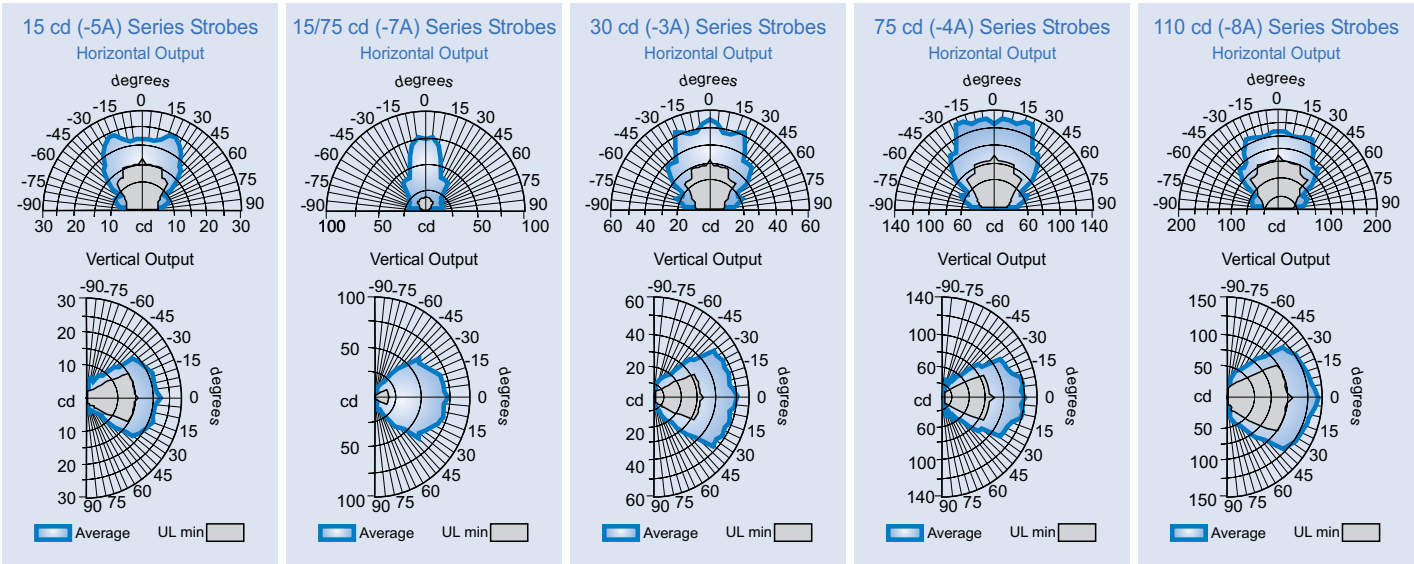 15 cd (-5A) Series Strobes
Horizontal Output
degrees
-15 0 15
-30 30
-45 45
-60 60
-75 75
-90 90
30 20 10 cd 10 20 30
Vertical Output
-90 -75 -60 -45 -30 -15 0 15 30 45 60 75 90
degrees
30
20
10
cd
10
20
30
Average UL min
15/75 cd (-7A) Series Strobes
Horizontal Output
degrees
-15 0 15
-30 30
-45 45
-60 60
-75 75
-90 90
100 50 cd 50 100
Vertical Output
-90 -75 -60 -45 -30 -15 0 15 30 45 60 75 90
degrees
100
50
cd
50
100
Average UL min
30 cd (-3A) Series Strobes
Horizontal Output
degrees
-15 0 15
-30 30
-45 45
-60 60
-75 75
-90 90
60 40 20 cd 20 40 60
Vertical Output
-90 -75 -60 -45 -30 -15 0 15 30 45 60 75 90
degrees
60
40
20
cd
20
40
60
Average UL min
75 cd (-4A) Series Strobes
Horizontal Output
degrees
-15 0 15
-30 30
-45 45
-60 60
-75 75
-90 90
140 100 60 cd 60 100 140
Vertical Output
-90 -75 -60 -45 -30 -15 0 15 30 45 60 75 90
degrees
140
100
60
cd
60
100
140
Average UL min
110 cd (-8A) Series Strobes
Horizontal Output
degrees
-15 0 15
-30 30
-45 45
-60 60
-75 75
-90 90
200 100 cd 100 200
Vertical Output
-90 -75 -60 -45 -30 -15 0 15 30 45 60 75 90
degrees
150
100
50
cd
50
100
150
Average UL min